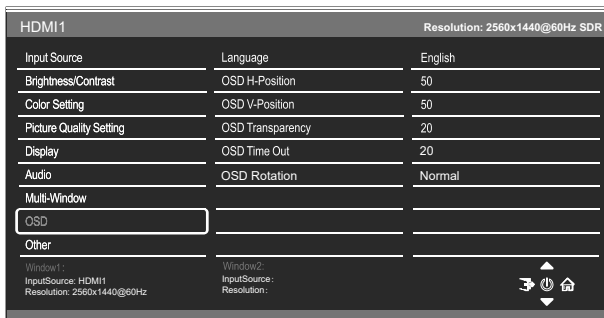 HDMI1 Resolution: 2560x1440@60Hz SDR
Input Source Language English
Brightness/Contrast OSD H-Position 50
Color Setting OSD V-Position 50
Picture Quality Setting OSD Transparency 20
Display OSD Time Out 20
Audio OSD Rotation Normal
Multi-Window
OSD
Other
Window1: Window2:
InputSource: HDMI1 InputSource:
Resolution: 2560x1440@60Hz Resolution: